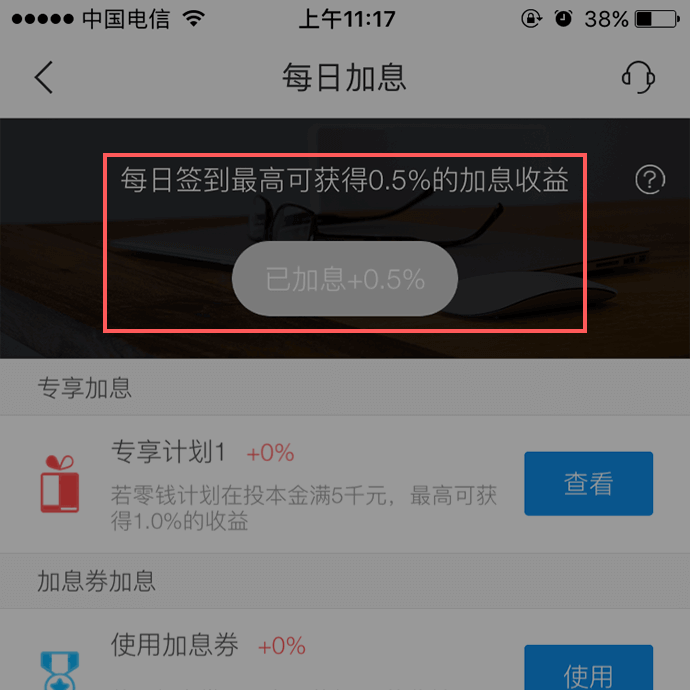 中国电信 上午11:17 38%
每日加息
每日签到最高可获得0.5%的加息收益
?
已加息+0.5%
专享加息
专享计划1 +0%
若零钱计划在投本金满5千元，最高可获
得1.0%的收益
查看
加息券加息
使用加息券 +0%
使用